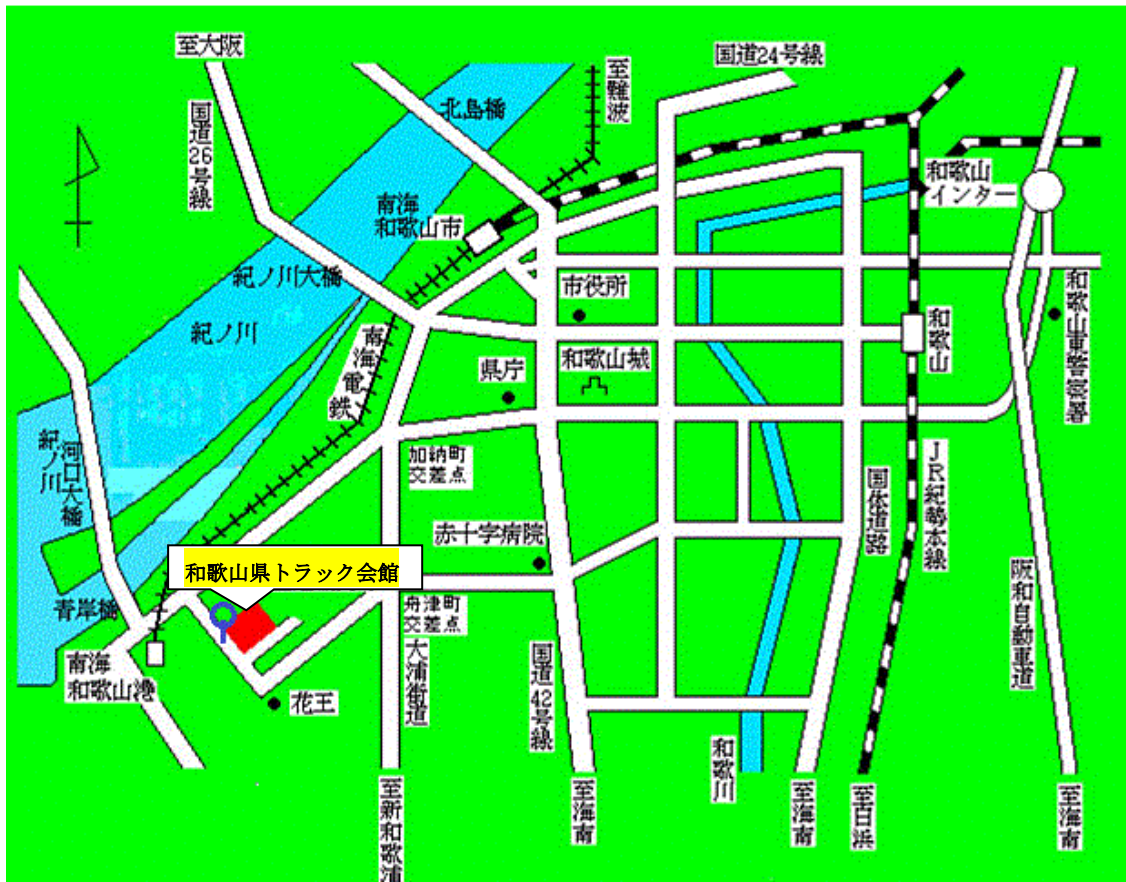 至大阪
国道24号線
至難波
北島橋
国道26号線
和歌山
インター
南海
和歌山市
紀ノ川大橋
市役所
和歌山東警察署
紀ノ川
南海電鉄
和歌山
県庁
和歌山城
紀ノ川
河口大橋
加納町
交差点
JR紀勢本線
国体道路
赤十字病院
和歌山県トラック会館
阪和自動車道
青岸橋
舟津町
交差点
南海
和歌山港
大浦街道
国道42号線
花王
和歌川
至新和歌浦
至海南
至海南
至白浜
至海南